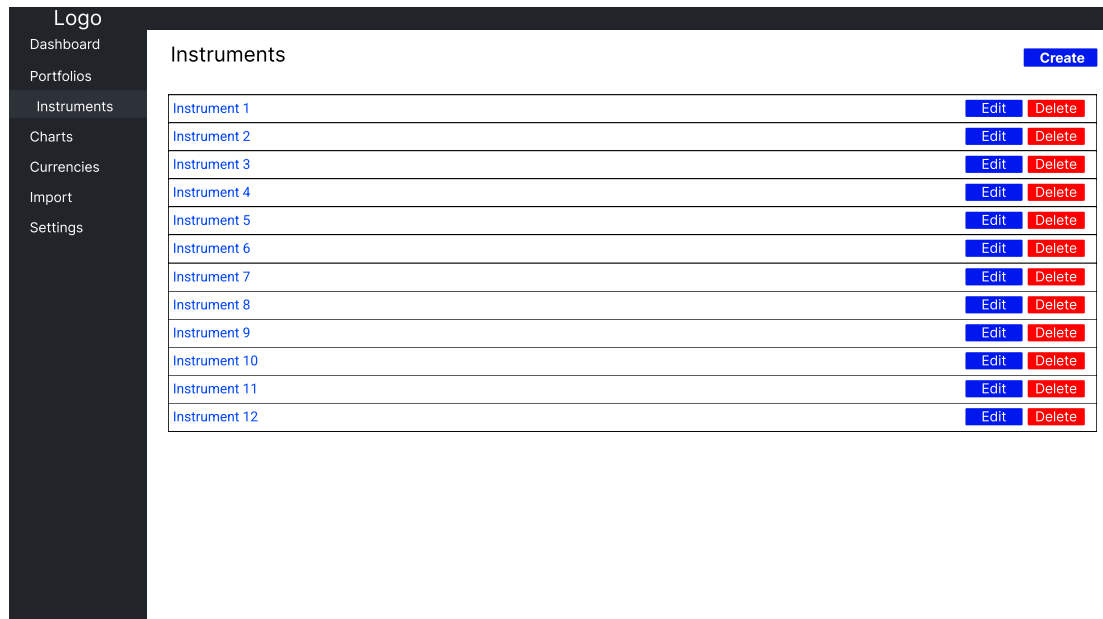 Logo
Dashboard
Portfolios
Instruments
Charts
Currencies
Import
Settings
Instruments
Create
Instrument 1 Edit Delete
Instrument 2 Edit Delete
Instrument 3 Edit Delete
Instrument 4 Edit Delete
Instrument 5 Edit Delete
Instrument 6 Edit Delete
Instrument 7 Edit Delete
Instrument 8 Edit Delete
Instrument 9 Edit Delete
Instrument 10 Edit Delete
Instrument 11 Edit Delete
Instrument 12 Edit Delete